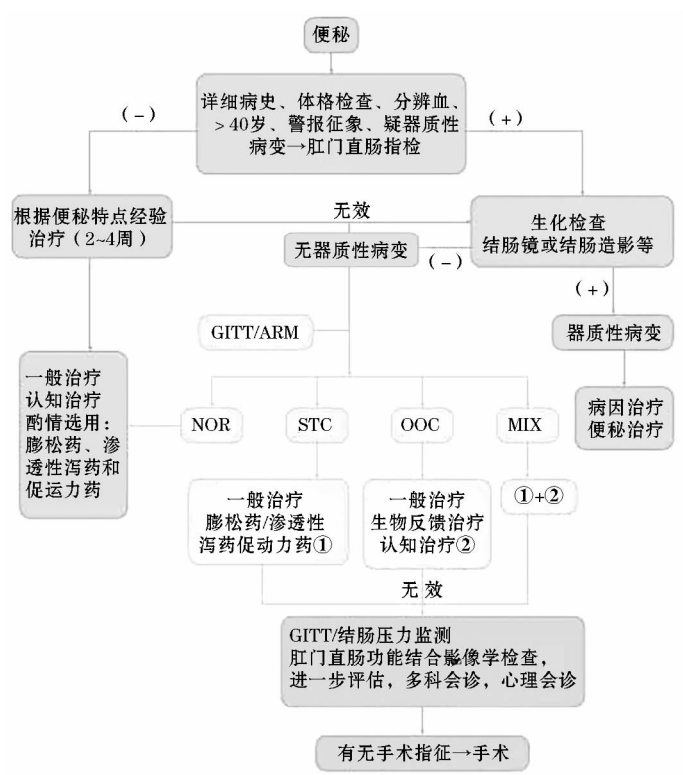 便秘
详细病史、体格检查、分辨血、
>40岁、警报征象、疑器质性
病变→肛门直肠指检
(-)
(+)
根据便秘特点经验
治疗(2~4周)
无效
生化检查
结肠镜或结肠造影等
无器质性病变
(-)
(+)
GITT/ARM
器质性病变
病因治疗
便秘治疗
一般治疗
认知治疗
酌情选用:
膨松药、渗
透性泻药和
促运力药
NOR
STC
OOC
MIX
一般治疗
膨松药/渗透性
泻药促动力药①
一般治疗
生物反馈治疗
认知治疗②
①+②
无效
GITT/结肠压力监测
肛门直肠功能结合影像学检查,
进一步评估,多科会诊,心理会诊
有无手术指征→手术